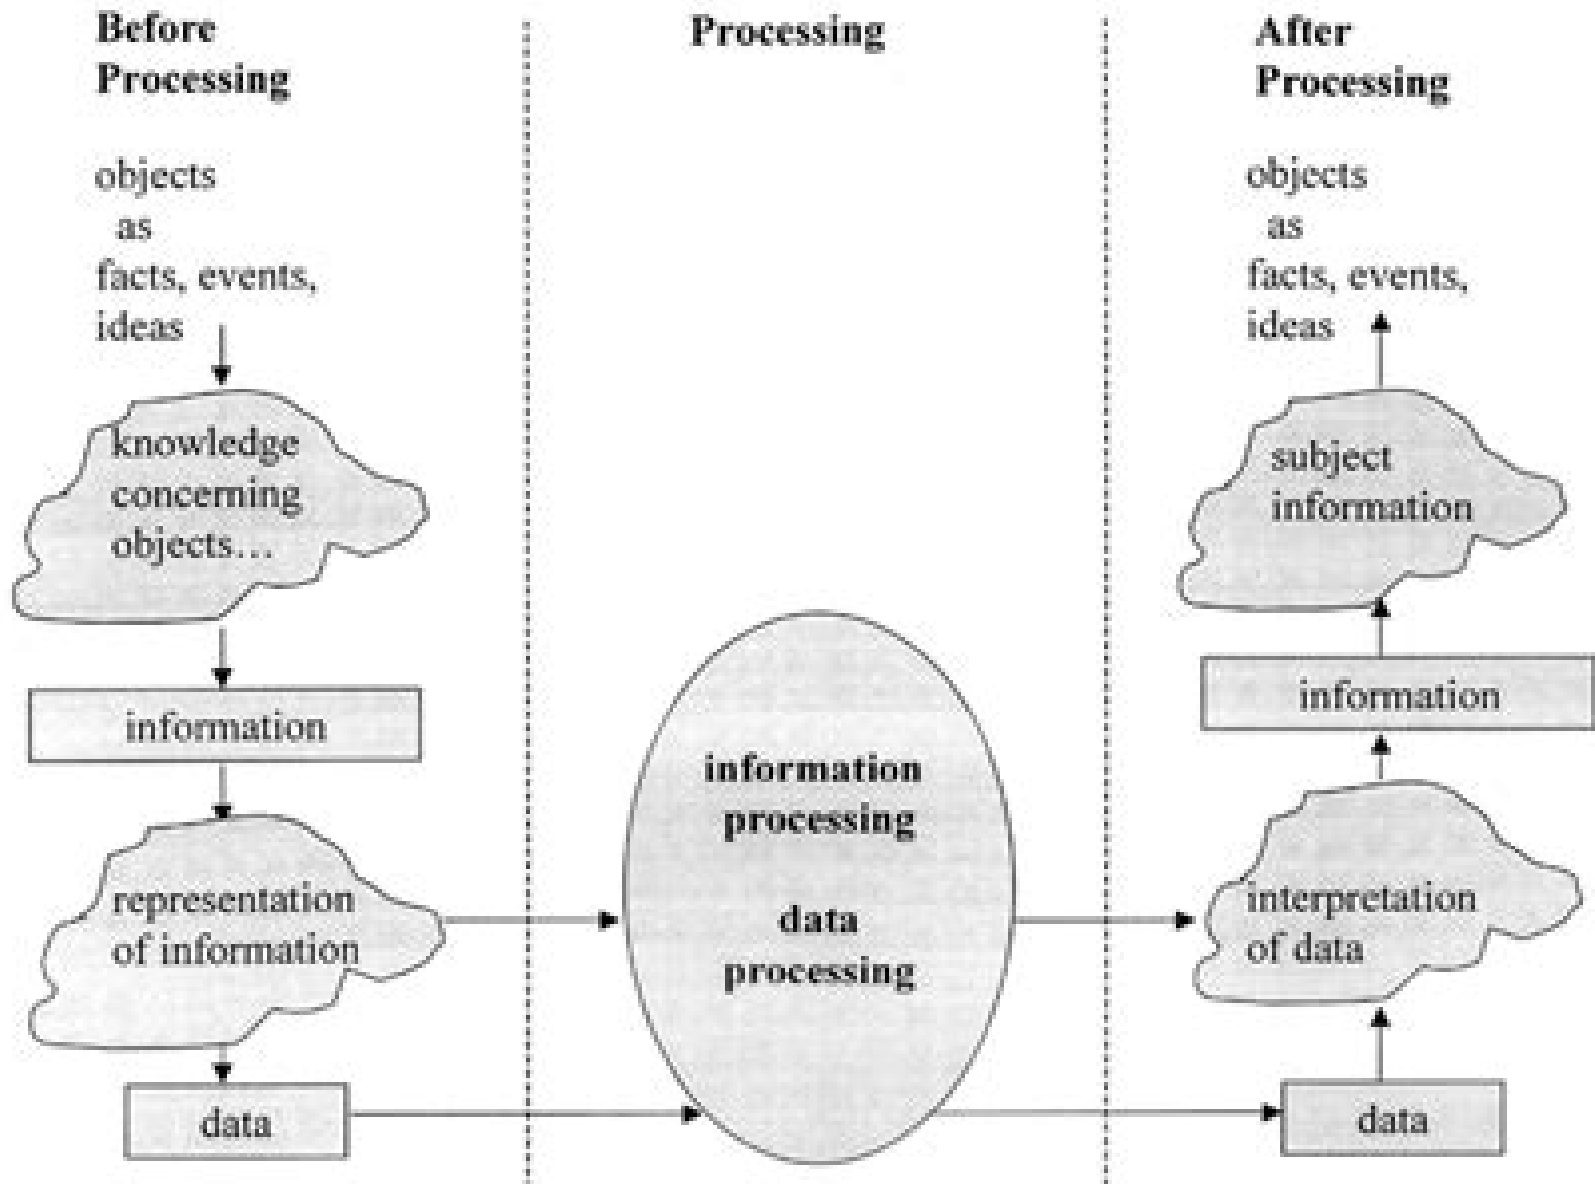 Before
Processing
objects
as
facts, events,
ideas
knowledge
concerning
objects...
information
representation
of information
data
Processing
information
processing
data
processing
After
Processing
objects
as
facts, events,
ideas
subject
information
information
interpretation
of data
data